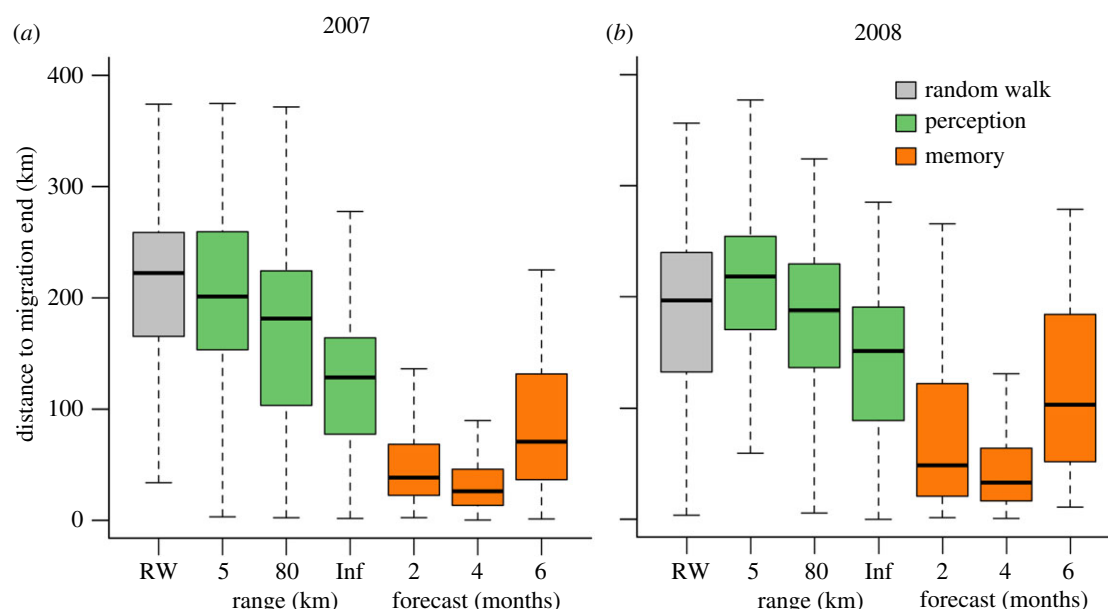 (a) 2007
(b) 2008
400
300
200
100
0
distance to migration end (km)
random walk
perception
memory
RW 5 80 Inf 2 4 6
range (km) forecast (months)
RW 5 80 Inf 2 4 6
range (km) forecast (months)